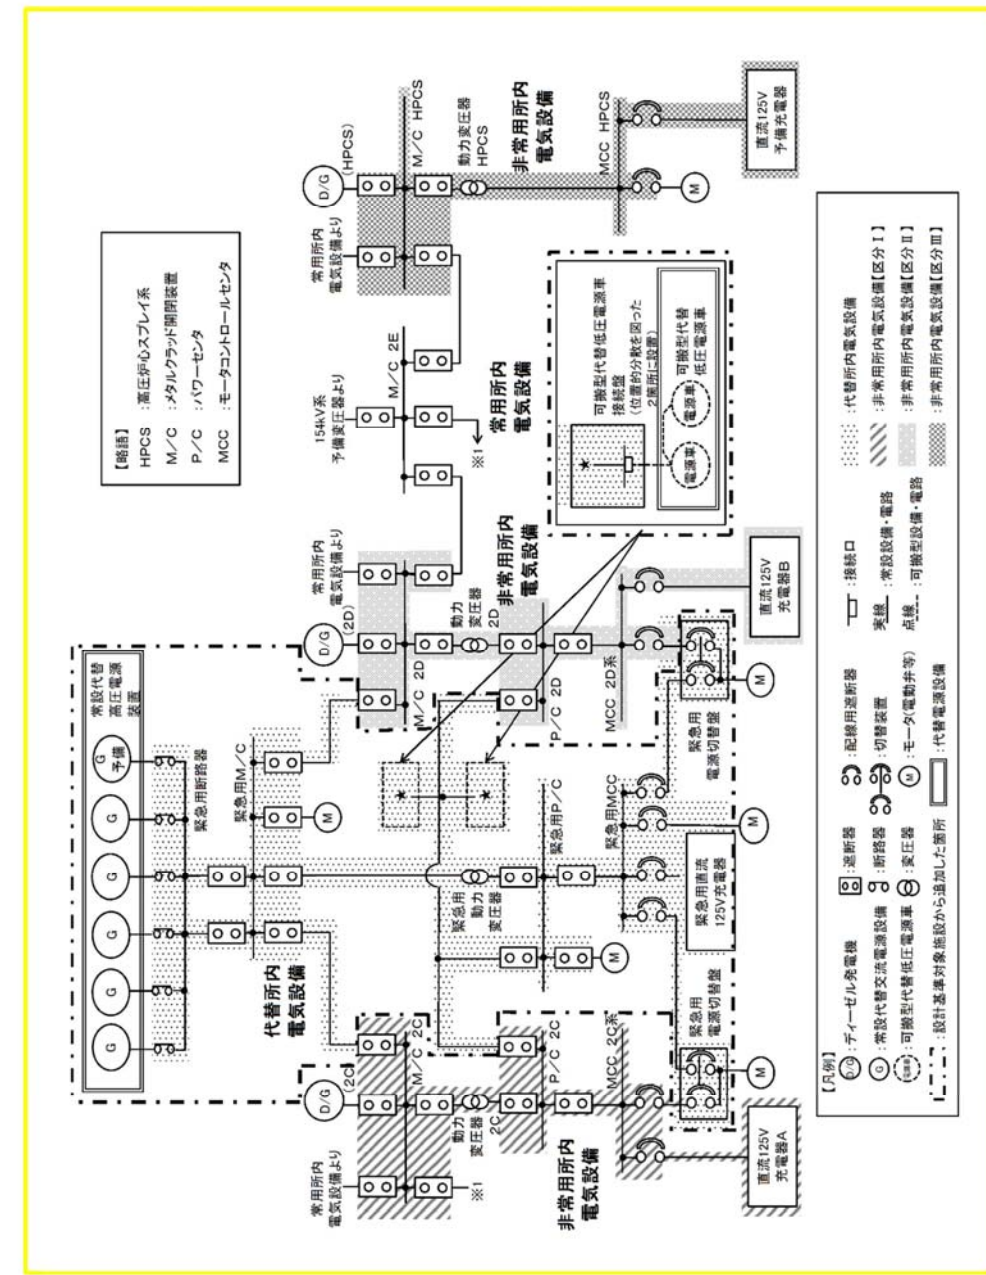 常設代替
高圧電源
装置
G
G
G
G
G
G
予備
緊急用断路器
緊急用M/C
M
代替所内
電気設備
【略語】
HPCS :高圧炉心スプレイ系
M/C :メタルクラッド開閉装置
P/C :パワーセンタ
MCC :モータコントロールセンタ
常用所内
電気設備より
D/G
(2C)
M/C 2C
※1
動力
変圧器
2C
非常用所内
電気設備
P/C 2C
MCC 2C系
直流125V
充電器A
M
緊急用
電源切替盤
緊急用
動力
変圧器
緊急用P/C
M
緊急用MCC
緊急用直流
125V充電器
M
D/G
(2D)
常用所内
電気設備より
M/C 2D
動力
変圧器
2D
非常用所内
電気設備
P/C 2D
MCC 2D系
緊急用
電源切替盤
M
直流125V
充電器B
154kV系
予備変圧器より
M/C 2E
※1
常用所内
電気設備
常用所内
電気設備より
D/G
(HPCS)
M/C HPCS
動力変圧器
HPCS
非常用所内
電気設備
MCC HPCS
M
直流125V
予備充電器
可搬型代替低圧電源車
接続盤
(位置的分散を図った
2箇所に設置)
可搬型代替
低圧電源車
電源車
電源車
【凡例】
D/G :ディーゼル発電機
G :常設代替交流電源設備
電源車 :可搬型代替低圧電源車
:設計基準対象施設から追加した箇所
:遮断器
:断路器
:変圧器
:配線用遮断器
:切替装置
M :モータ(電動弁等)
:代替電源設備
:接続口
実線 :常設設備・電路
点線 :可搬型設備・電路
:代替所内電気設備
:非常用所内電気設備【区分Ⅰ】
:非常用所内電気設備【区分Ⅱ】
:非常用所内電気設備【区分Ⅲ】